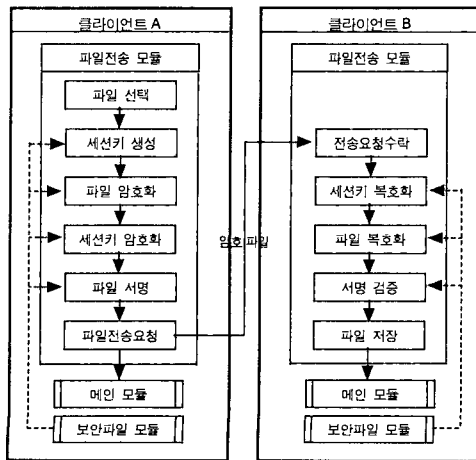 클라이언트 A
파일전송 모듈
파일 선택
세션키 생성
파일 암호화
세션키 암호화
파일 서명
파일전송요청
메인 모듈
보안파일 모듈
암호파일
클라이언트 B
파일전송 모듈
전송요청수락
세션키 복호화
파일 복호화
서명 검증
파일 저장
메인 모듈
보안파일 모듈